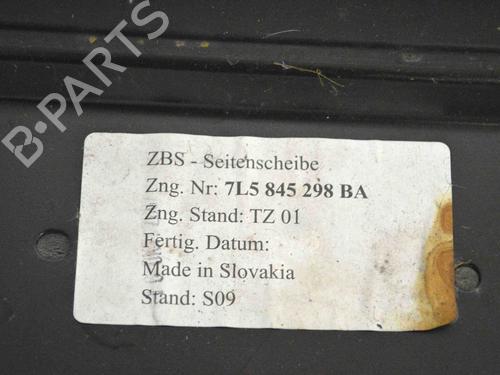 B-PARTS
ZBS - Seitenscheibe
Zng. Nr: 7L5 845 298 BA
Zng. Stand: TZ 01
Fertig. Datum:
Made in Slovakia
Stand: S09